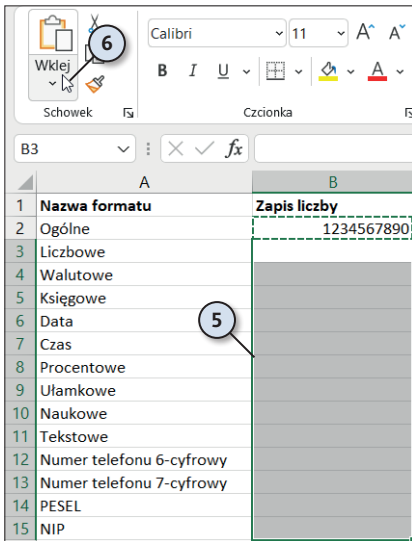 6
Calibri 11 A A
Wklej
B I U A
Schowek Czcionka
B3 fx
A B
1 Nazwa formatu Zapis liczby
2 Ogólne 1234567890
3 Liczbowe
4 Walutowe
5 Księgowe
6 Data
5
7 Czas
8 Procentowe
9 Ułamkowe
10 Naukowe
11 Tekstowe
12 Numer telefonu 6-cyfrowy
13 Numer telefonu 7-cyfrowy
14 PESEL
15 NIP